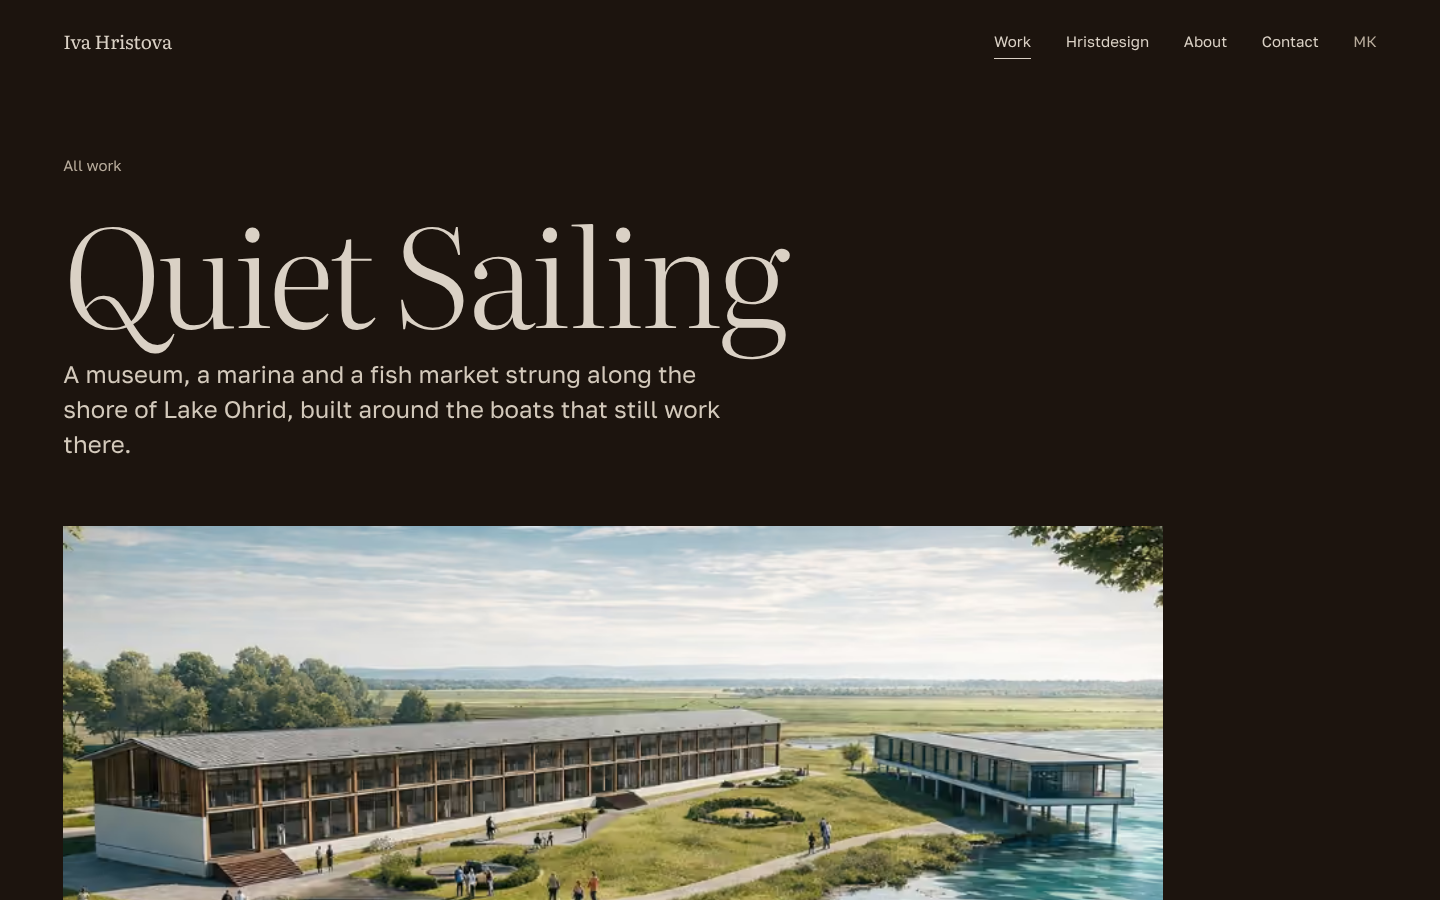 Iva Hristova
Work
Hristdesign
About
Contact
MK
All work
Quiet Sailing
A museum, a marina and a fish market strung along the
shore of Lake Ohrid, built around the boats that still work
there.